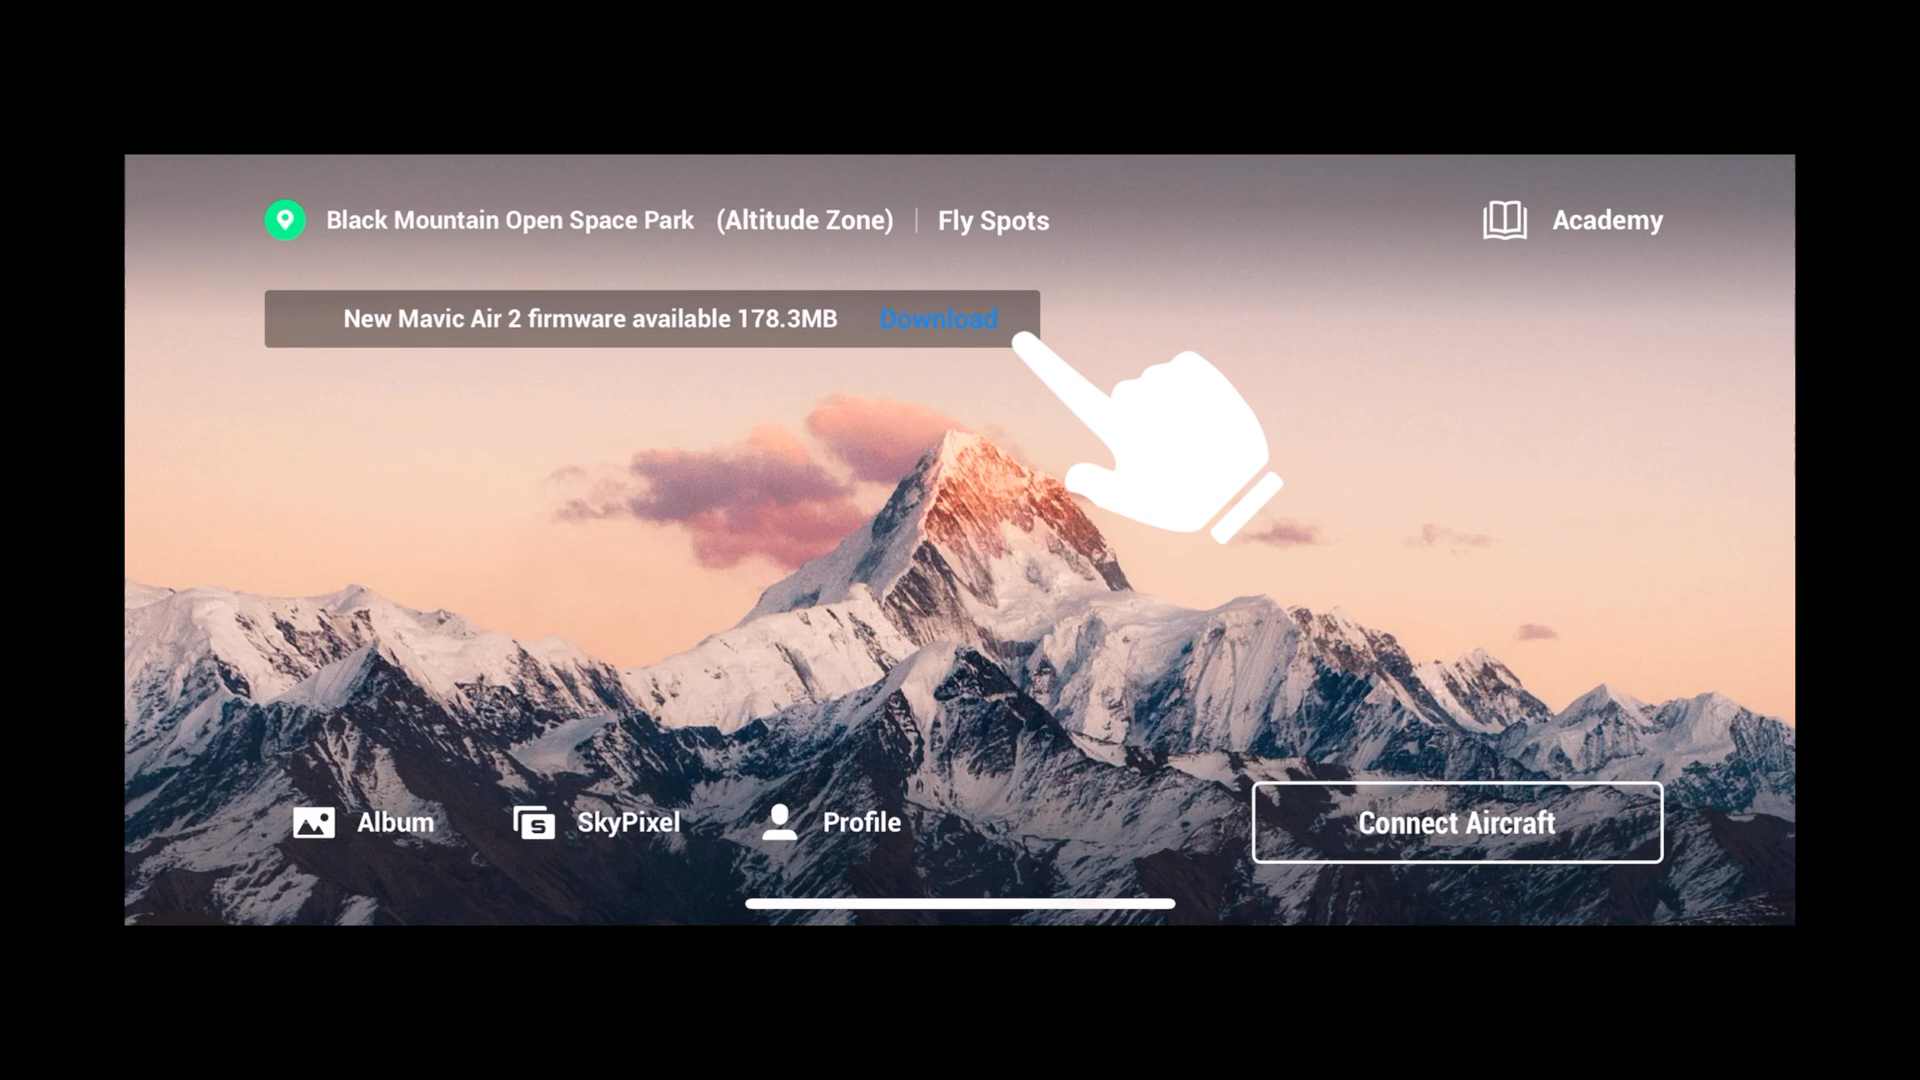 Black Mountain Open Space Park (Altitude Zone) | Fly Spots
Academy
New Mavic Air 2 firmware available 178.3MB Download
Album
SkyPixel
Profile
Connect Aircraft